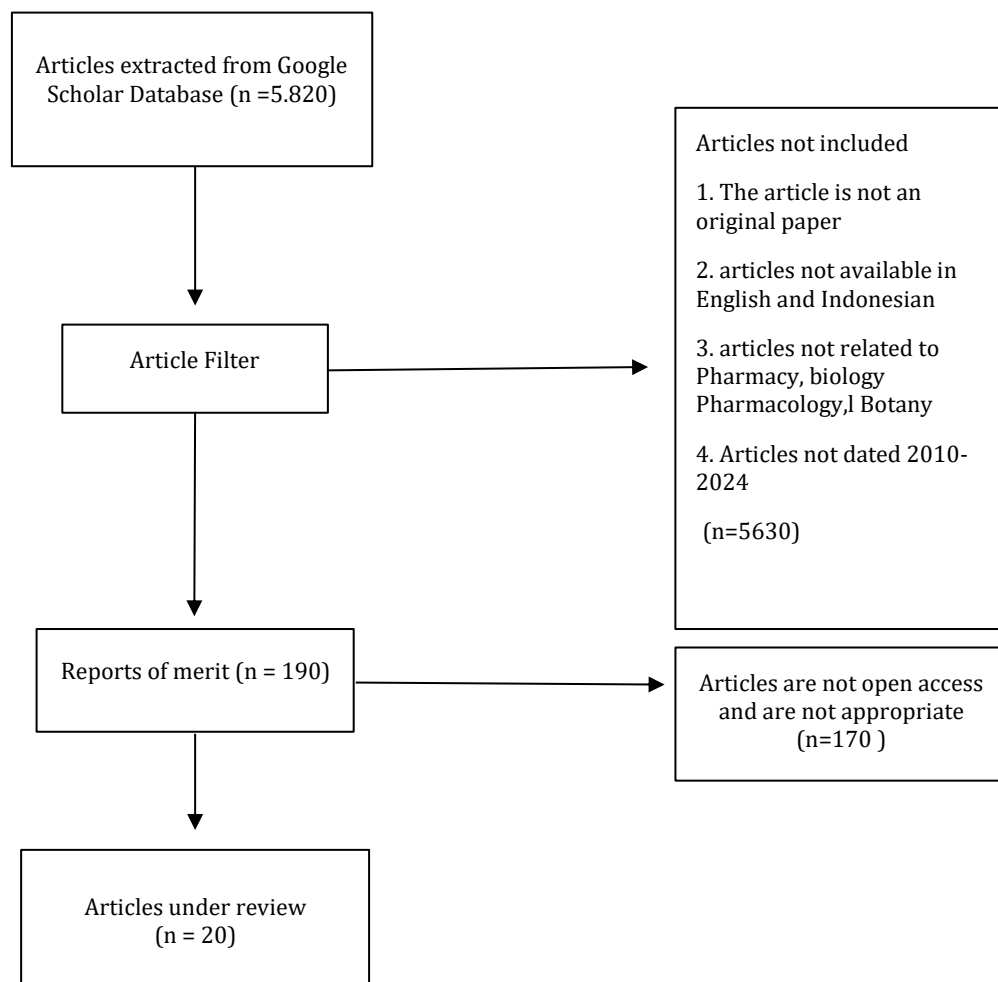 Articles extracted from Google
Scholar Database (n =5.820)
Article Filter
Articles not included
1. The article is not an
original paper
2. articles not available in
English and Indonesian
3. articles not related to
Pharmacy, biology
Pharmacology,l Botany
4. Articles not dated 2010-
2024
(n=5630)
Reports of merit (n = 190)
Articles are not open access
and are not appropriate
(n=170 )
Articles under review
(n = 20)